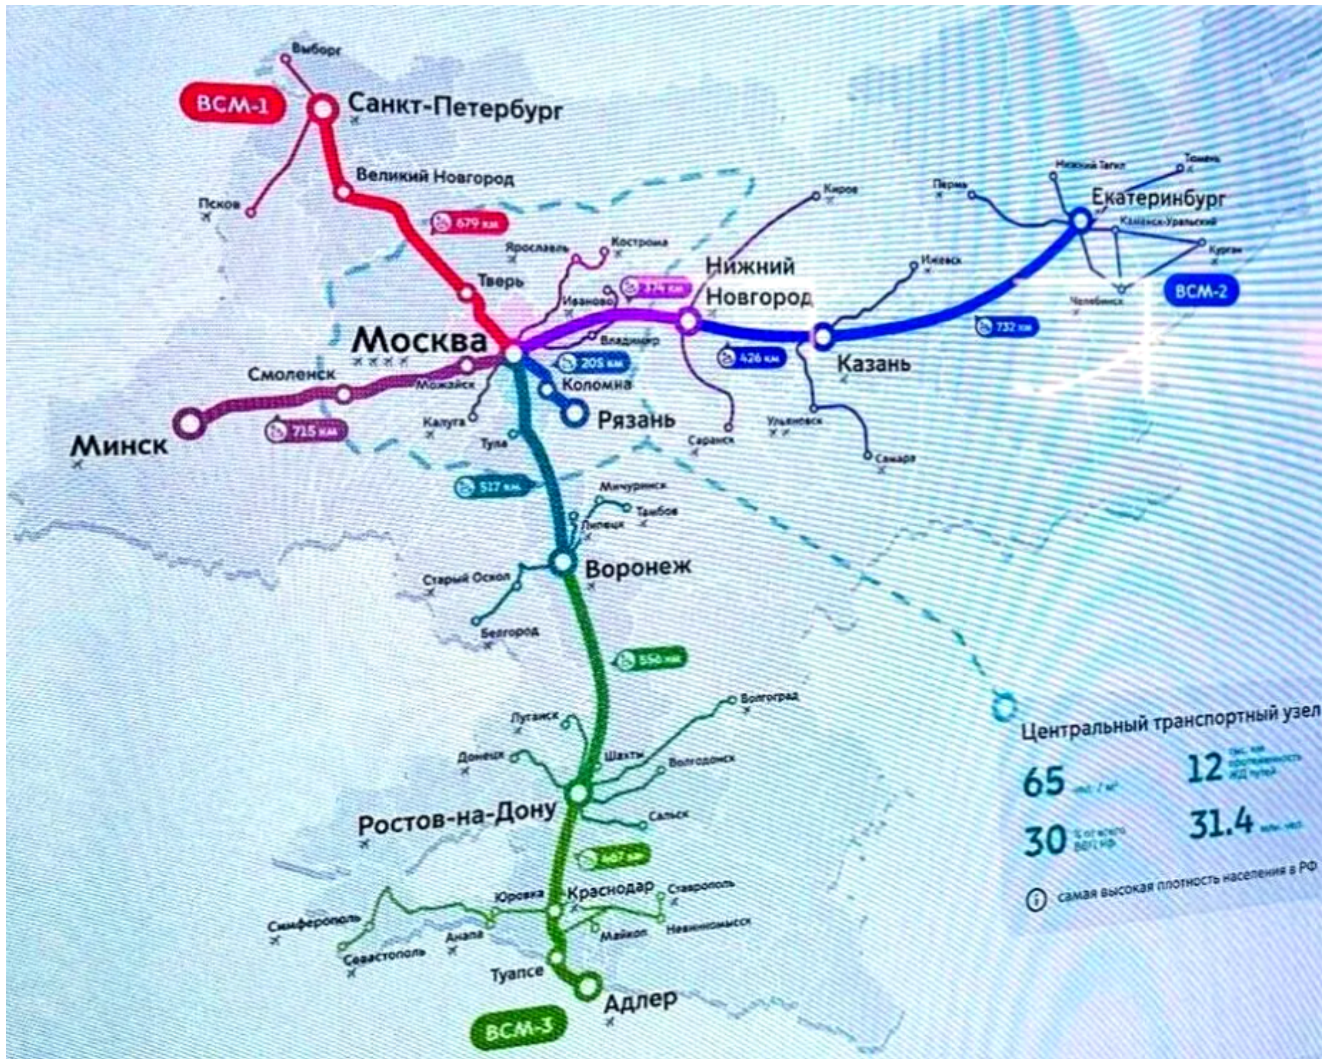 Выборг
ВСМ-1
Санкт-Петербург
Великий Новгород
Псков
679 км
Тверь
Ярославль
Кострома
Киров
Нижний Тагил
Тюмень
Пермь
Екатеринбург
Каменск-Уральский
Курган
Челябинск
ВСМ-2
Ижевск
732 км
Нижний
Новгород
374 км
Иваново
Владимир
Москва
205 км
426 км
Казань
Смоленск
Можайск
Коломна
Минск
715 км
Калуга
Рязань
Тула
Саранск
Ульяновск
Самара
517 км
Мичуринск
Тамбов
Липецк
Воронеж
Старый Оскол
Белгород
556 км
Луганск
Волгоград
Донецк
Шахты
Волгодонск
Ростов-на-Дону
Сальск
Юровка
Краснодар
Ставрополь
Симферополь
Севастополь
Анапа
Майкоп
Невинномысск
Туапсе
Адлер
ВСМ-3
Центральный транспортный узел
65
12
30
31.4
самая высокая плотность населения в РФ